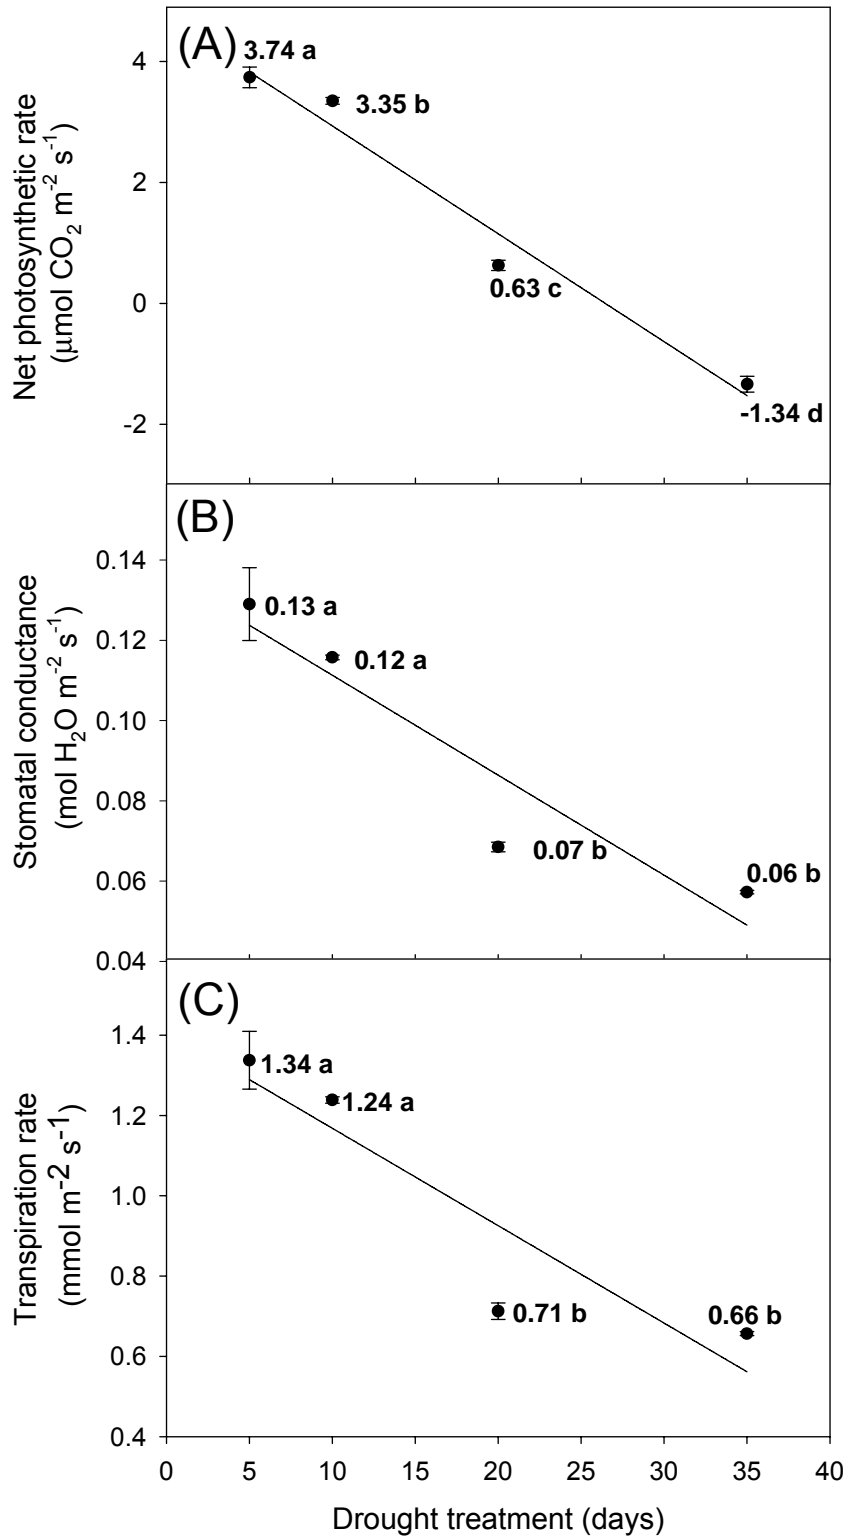 (A)
3.74 a
3.35 b
0.63 c
-1.34 d
4
2
0
-2
Net photosynthetic rate
(μmol CO₂ m⁻² s⁻¹)
(B)
0.13 a
0.12 a
0.07 b
0.06 b
0.14
0.12
0.10
0.08
0.06
0.04
Stomatal conductance
(mol H₂O m⁻² s⁻¹)
(C)
1.34 a
1.24 a
0.71 b
0.66 b
1.4
1.2
1.0
0.8
0.6
0.4
Transpiration rate
(mmol m⁻² s⁻¹)
0 5 10 15 20 25 30 35 40
Drought treatment (days)